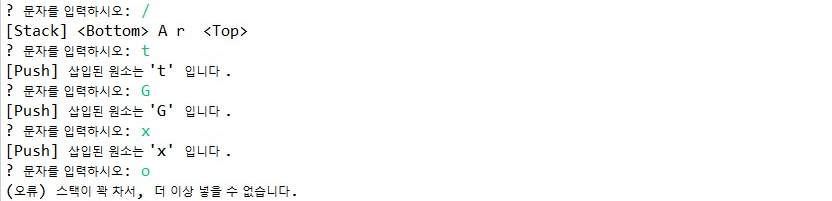 ? 문자를 입력하시오: /
[Stack] <Bottom> A r  <Top>
? 문자를 입력하시오: t
[Push] 삽입된 원소는 't' 입니다 .
? 문자를 입력하시오: G
[Push] 삽입된 원소는 'G' 입니다 .
? 문자를 입력하시오: x
[Push] 삽입된 원소는 'x' 입니다 .
? 문자를 입력하시오: o
(오류) 스택이 꽉 차서, 더 이상 넣을 수 없습니다.